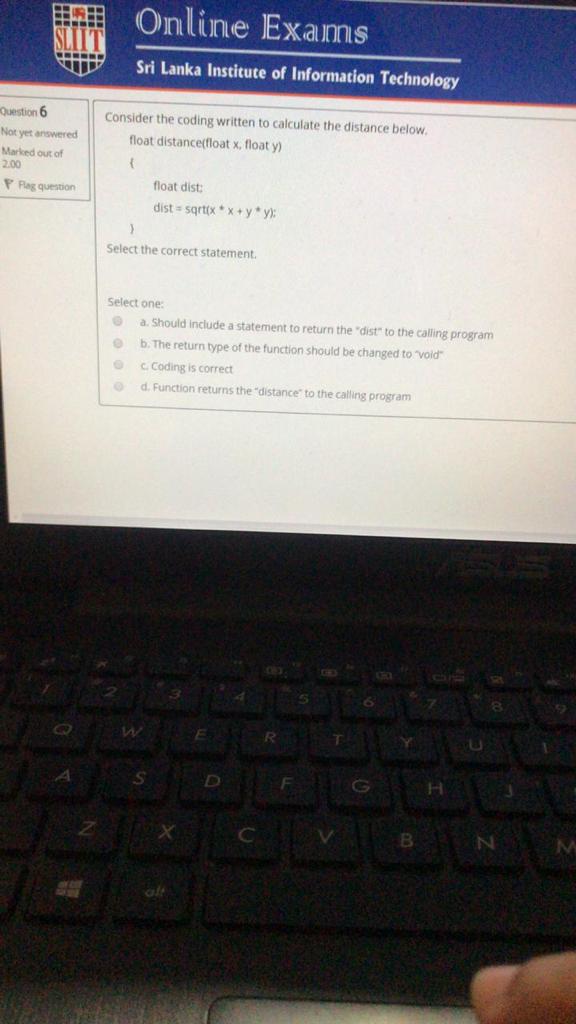 SLIIT
Online Exams
Sri Lanka Institute of Information Technology
Question 6
Not yet answered
Marked out of
2.00
Flag question
Consider the coding written to calculate the distance below.
float distance(float x, float y)
{
float dist;
dist = sqrt(x * x + y * y);
}
Select the correct statement.
Select one:
a. Should include a statement to return the "dist" to the calling program
b. The return type of the function should be changed to "void"
c. Coding is correct
d. Function returns the "distance" to the calling program
ASUS
1 2 3 4 5 6 7 8 9
Q W E R T Y U I
A S D F G H J
Z X C V B N M
alt